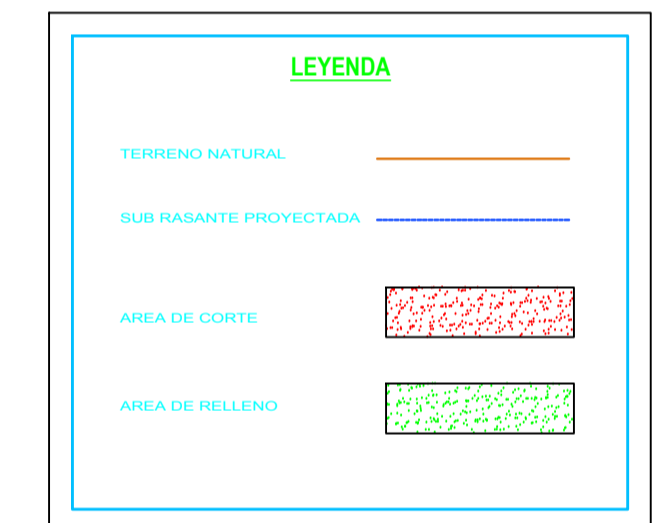 LEYENDA
TERRENO NATURAL
SUB RASANTE PROYECTADA
AREA DE CORTE
AREA DE RELLENO